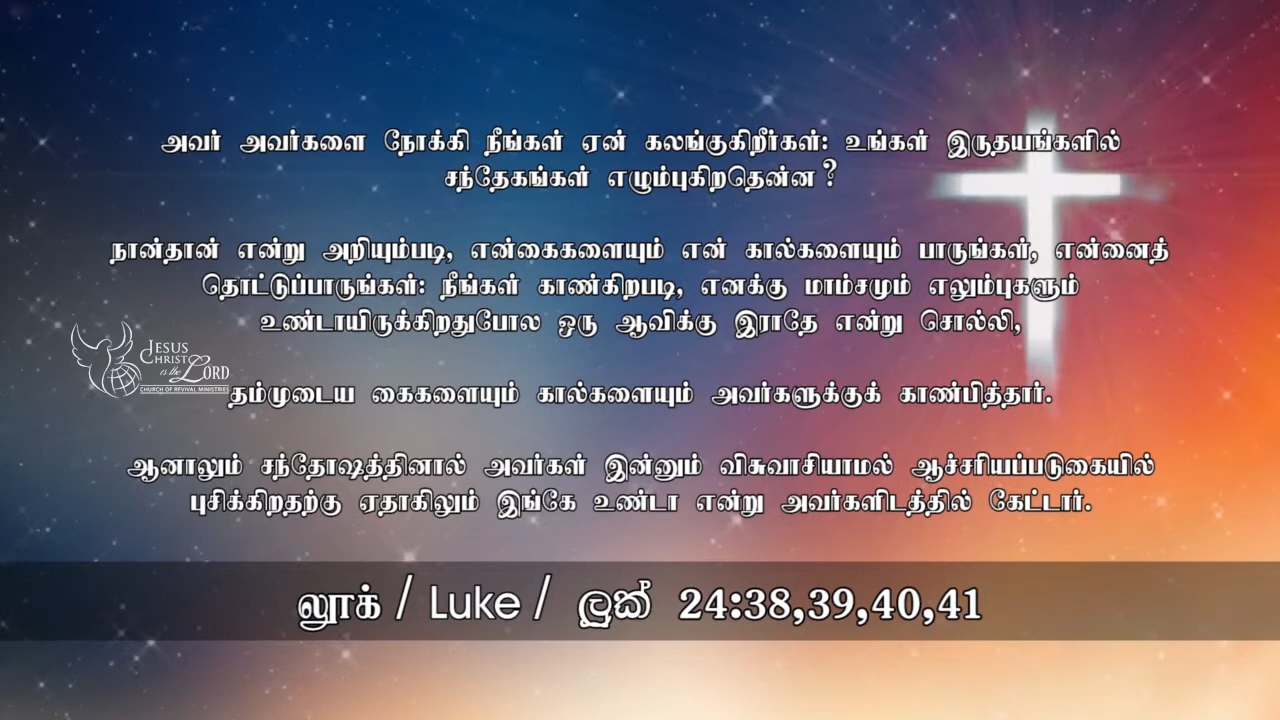 அவர் அவர்களை நோக்கி நீங்கள் ஏன் கலங்குகிறீர்கள்: உங்கள் இருதயங்களில்
சந்தேகங்கள் எழும்புகிறதென்ன?
நான்தான் என்று அறியும்படி, என்கைகளையும் என் கால்களையும் பாருங்கள், என்னைத்
தொட்டுப்பாருங்கள்: நீங்கள் காண்கிறபடி, எனக்கு மாம்சமும் எலும்புகளும்
உண்டாயிருக்கிறதுபோல ஒரு ஆவிக்கு இராதே என்று சொல்லி,
JESUS
CHRIST
is the LORD
CHURCH OF REVIVAL MINISTRIES
தம்முடைய கைகளையும் கால்களையும் அவர்களுக்குக் காண்பித்தார்.
ஆனாலும் சந்தோஷத்தினால் அவர்கள் இன்னும் விசுவாசியாமல் ஆச்சரியப்படுகையில்
புசிக்கிறதற்கு ஏதாகிலும் இங்கே உண்டா என்று அவர்களிடத்தில் கேட்டார்.
லூக் / Luke / ලූක් 24:38,39,40,41